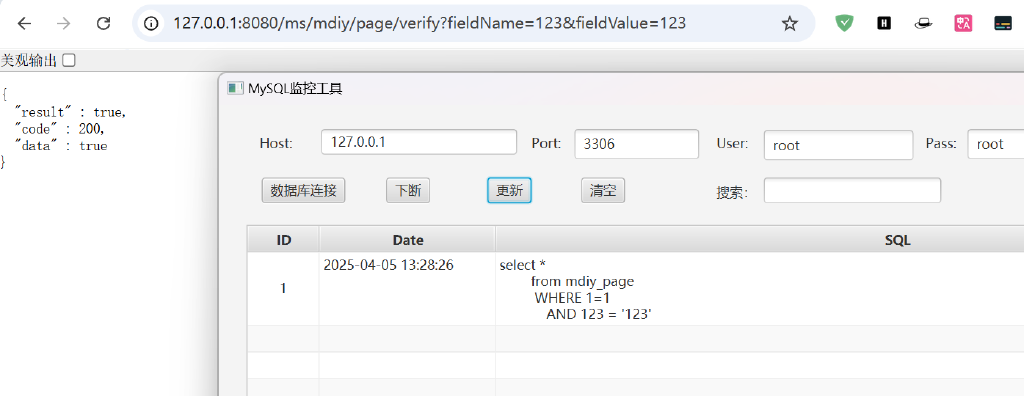 127.0.0.1:8080/ms/mdiy/page/verify?fieldName=123&fieldValue=123
美观输出
{
"result" : true,
"code" : 200,
"data" : true
}
MySQL监控工具
Host: 127.0.0.1 Port: 3306 User: root Pass: root
数据库连接 下断 更新 清空 搜索:
ID Date SQL
1 2025-04-05 13:28:26 select *
from mdiy_page
WHERE 1=1
AND 123 = '123'